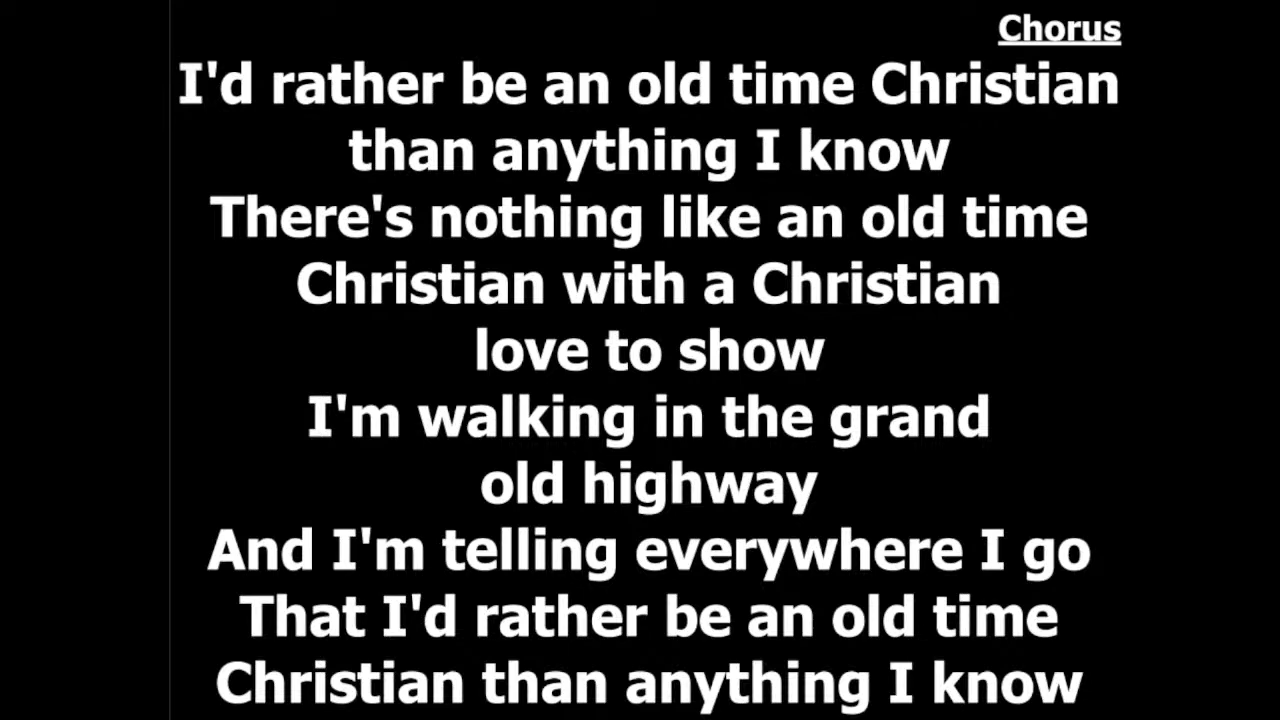 Chorus
I'd rather be an old time Christian
than anything I know
There's nothing like an old time
Christian with a Christian
love to show
I'm walking in the grand
old highway
And I'm telling everywhere I go
That I'd rather be an old time
Christian than anything I know